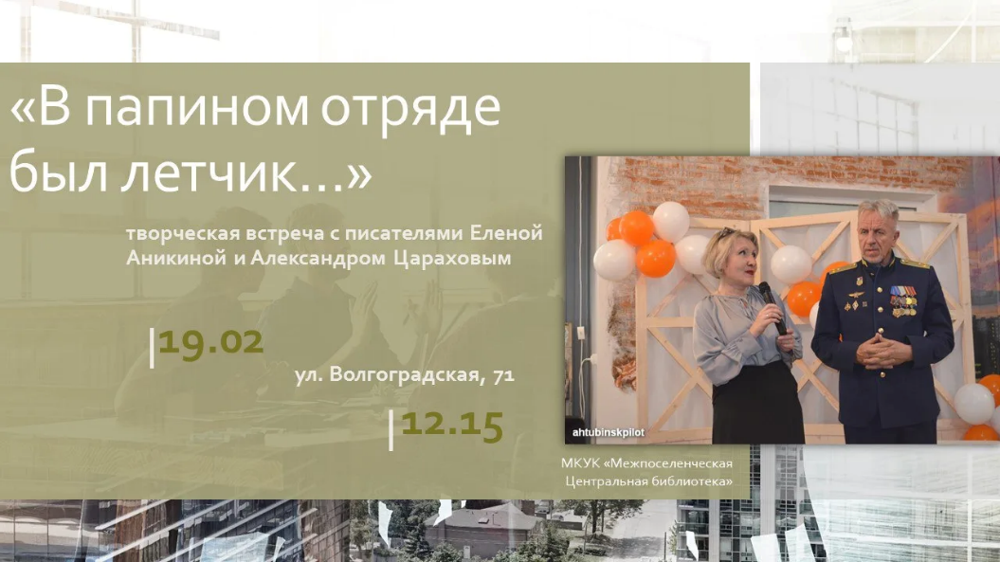 «В папином отряде
был летчик...»
творческая встреча с писателями Еленой
Аникиной и Александром Цараховым
|19.02
ул. Волгоградская, 71
|12.15
ahtubinskpilot
МКУК «Межпоселенческая
Центральная библиотека»